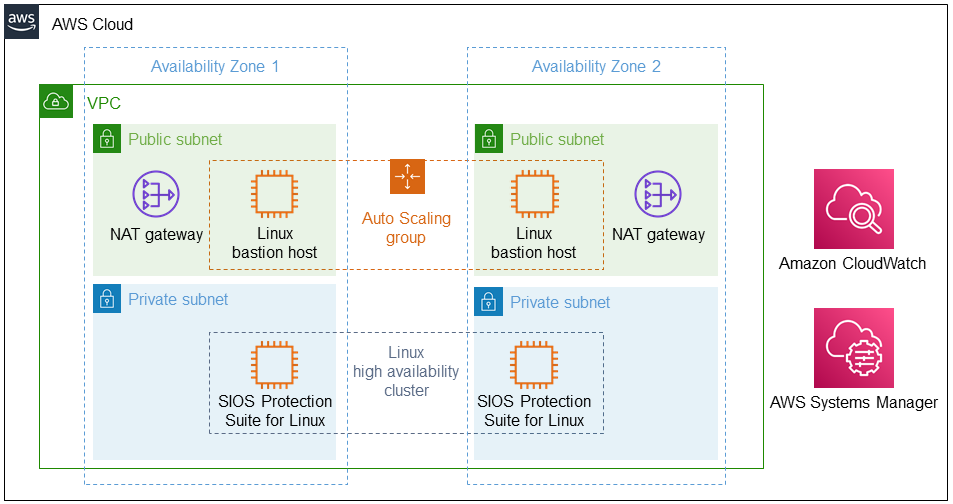 aws
AWS Cloud
Availability Zone 1
Availability Zone 2
VPC
Public subnet
Public subnet
NAT gateway
Linux
bastion host
Auto Scaling
group
Linux
bastion host
NAT gateway
Amazon CloudWatch
Private subnet
Private subnet
SIOS Protection
Suite for Linux
Linux
high availability
cluster
SIOS Protection
Suite for Linux
AWS Systems Manager